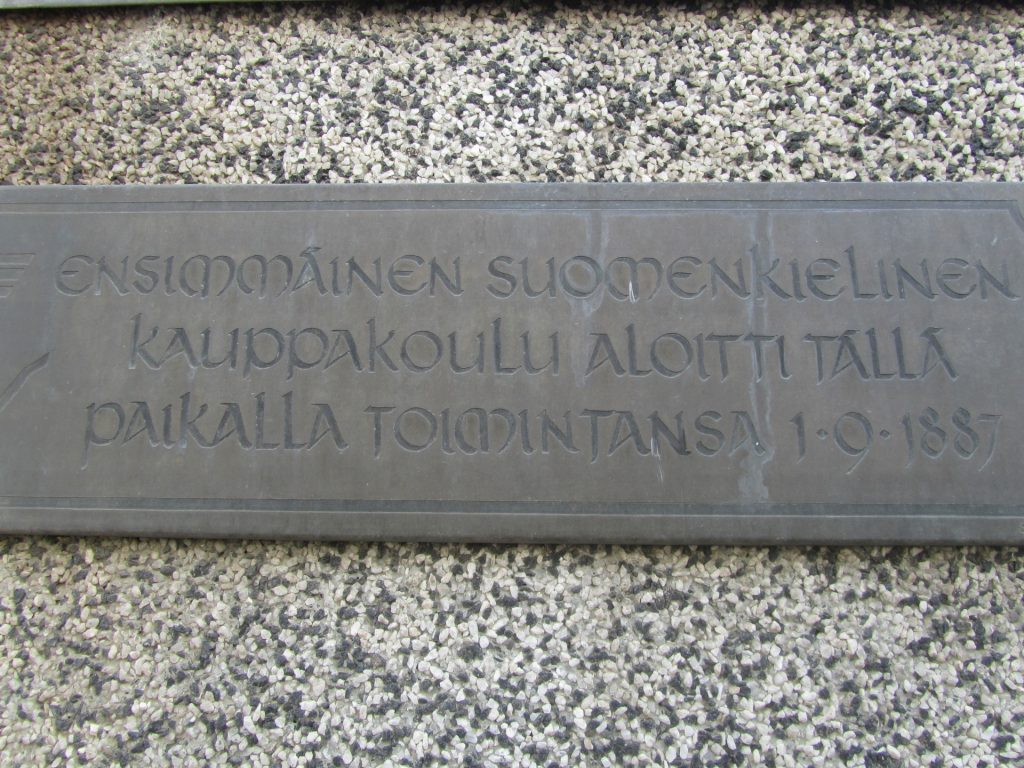 ENSIMMÄINEN SUOMENKIELINEN
KAUPPAKOULU ALOITTI TÄLLÄ
PAIKALLA TOIMINTANSA 1.9.1887